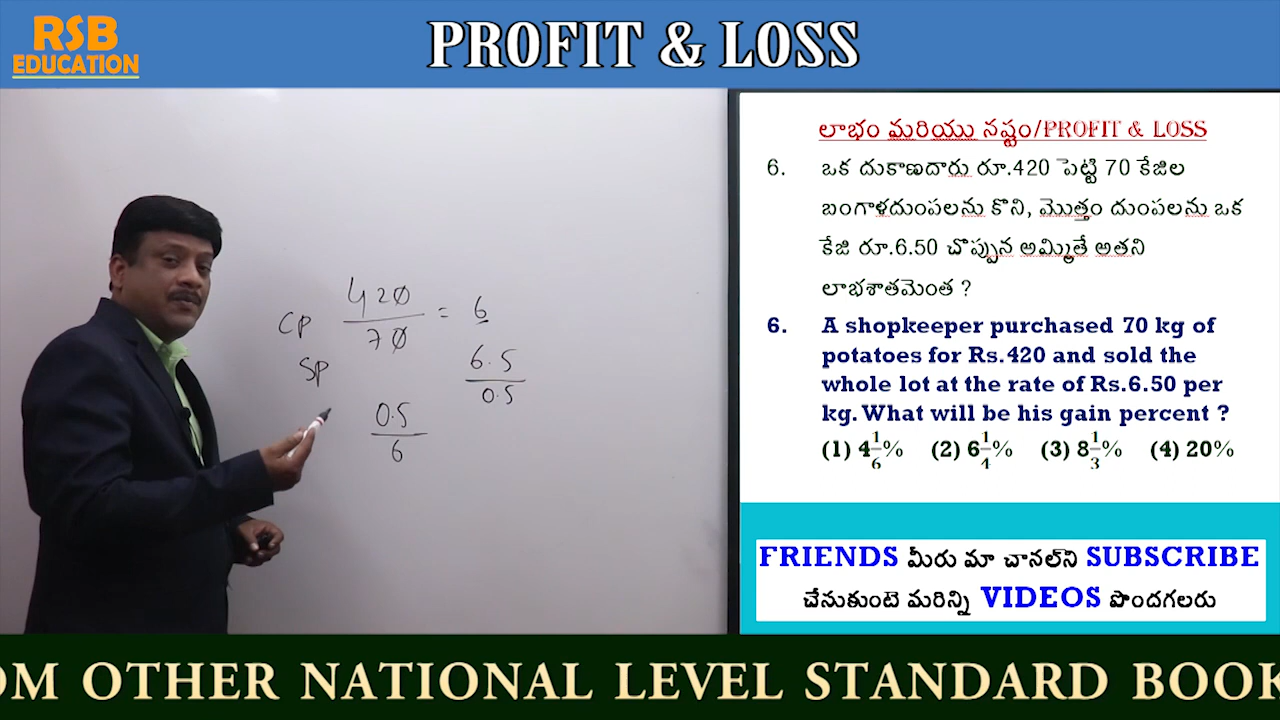 RSB
EDUCATION
PROFIT & LOSS
CP 420/70 = 6
SP 6.5
0.5
0.5/6
లాభం మరియు నష్టం/PROFIT & LOSS
6. ఒక దుకాణదారు రూ.420 పెట్టి 70 కేజిల
బంగాళదుంపలను కొని, మొత్తం దుంపలను ఒక
కేజి రూ.6.50 చొప్పున అమ్మితే అతని
లాభశాతమెంత ?
6. A shopkeeper purchased 70 kg of
potatoes for Rs.420 and sold the
whole lot at the rate of Rs.6.50 per
kg. What will be his gain percent ?
(1) 4 1/6% (2) 6 1/4% (3) 8 1/3% (4) 20%
FRIENDS మీరు మా చానల్‌ని SUBSCRIBE
చేసుకుంటె మరిన్ని VIDEOS పొందగలరు
OM OTHER NATIONAL LEVEL STANDARD BOOK